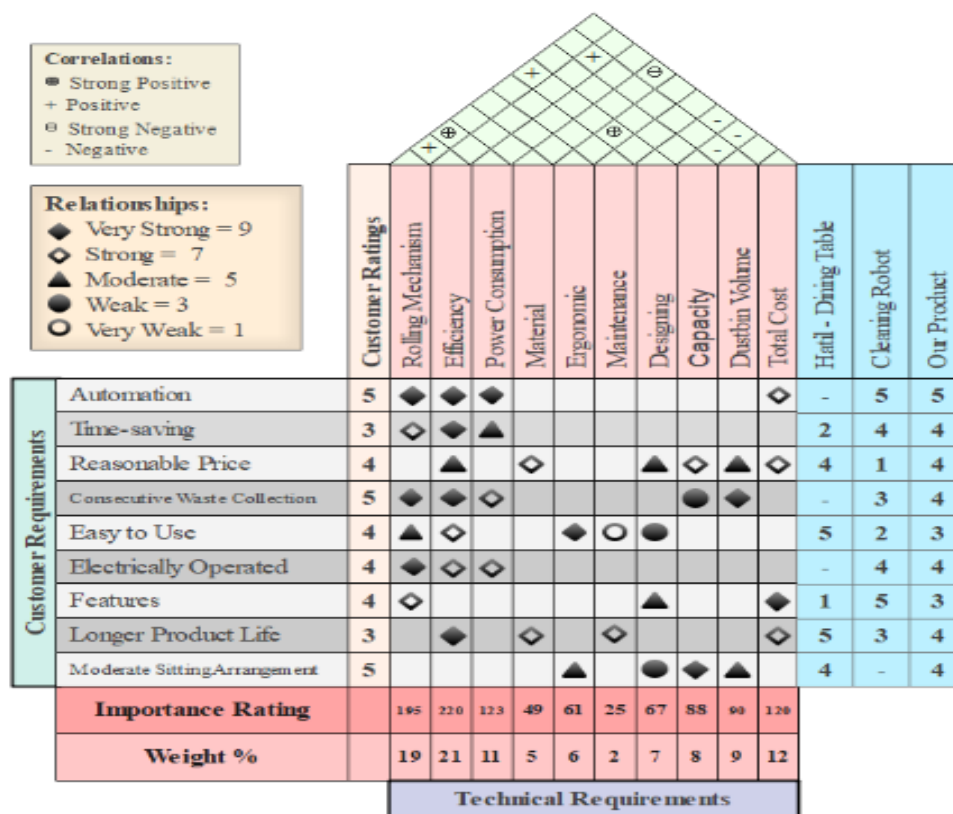 Correlations:
Strong Positive
+ Positive
Strong Negative
- Negative
Relationships:
Very Strong = 9
Strong = 7
Moderate = 5
Weak = 3
Very Weak = 1
Customer Ratings
Rolling Mechanism
Efficiency
Power Consumption
Material
Ergonomic
Maintenance
Designing
Capacity
Dustbin Volume
Total Cost
Hatil - Dining Table
Cleaning Robot
Our Product
Customer Requirements
Automation 5 - 5 5
Time-saving 3 2 4 4
Reasonable Price 4 4 1 4
Consecutive Waste Collection 5 - 3 4
Easy to Use 4 5 2 3
Electrically Operated 4 - 4 4
Features 4 1 5 3
Longer Product Life 3 5 3 4
Moderate Sitting Arrangement 5 4 - 4
Importance Rating 195 220 123 49 61 25 67 88 90 120
Weight % 19 21 11 5 6 2 7 8 9 12
Technical Requirements